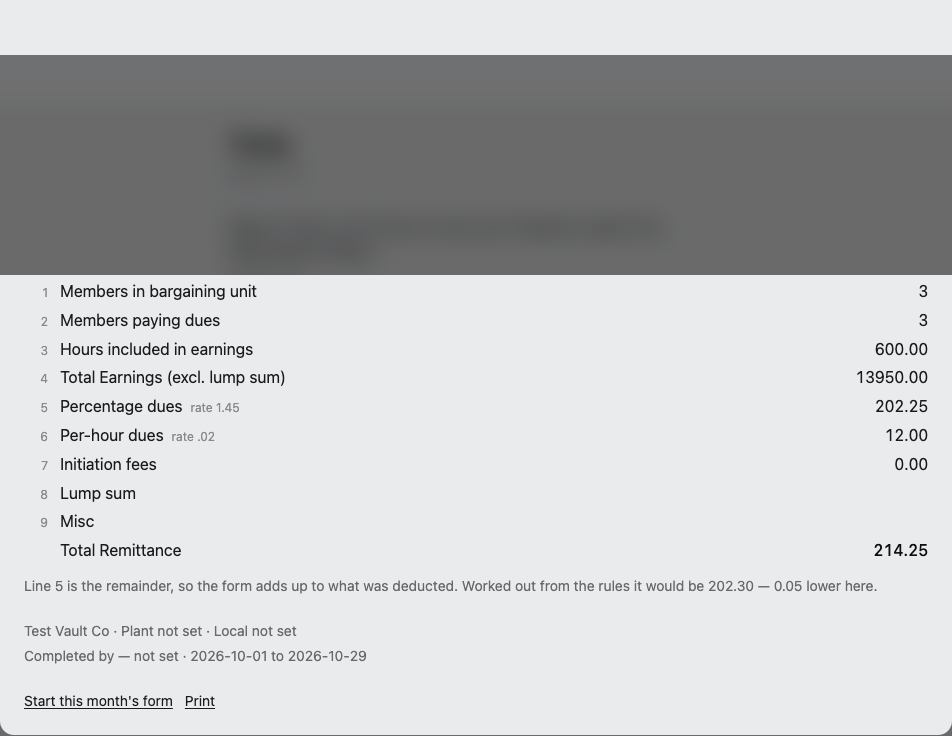 1 Members in bargaining unit 3
2 Members paying dues 3
3 Hours included in earnings 600.00
4 Total Earnings (excl. lump sum) 13950.00
5 Percentage dues rate 1.45 202.25
6 Per-hour dues rate .02 12.00
7 Initiation fees 0.00
8 Lump sum
9 Misc
Total Remittance 214.25
Line 5 is the remainder, so the form adds up to what was deducted. Worked out from the rules it would be 202.30 — 0.05 lower here.
Test Vault Co · Plant not set · Local not set
Completed by — not set · 2026-10-01 to 2026-10-29
Start this month's form Print